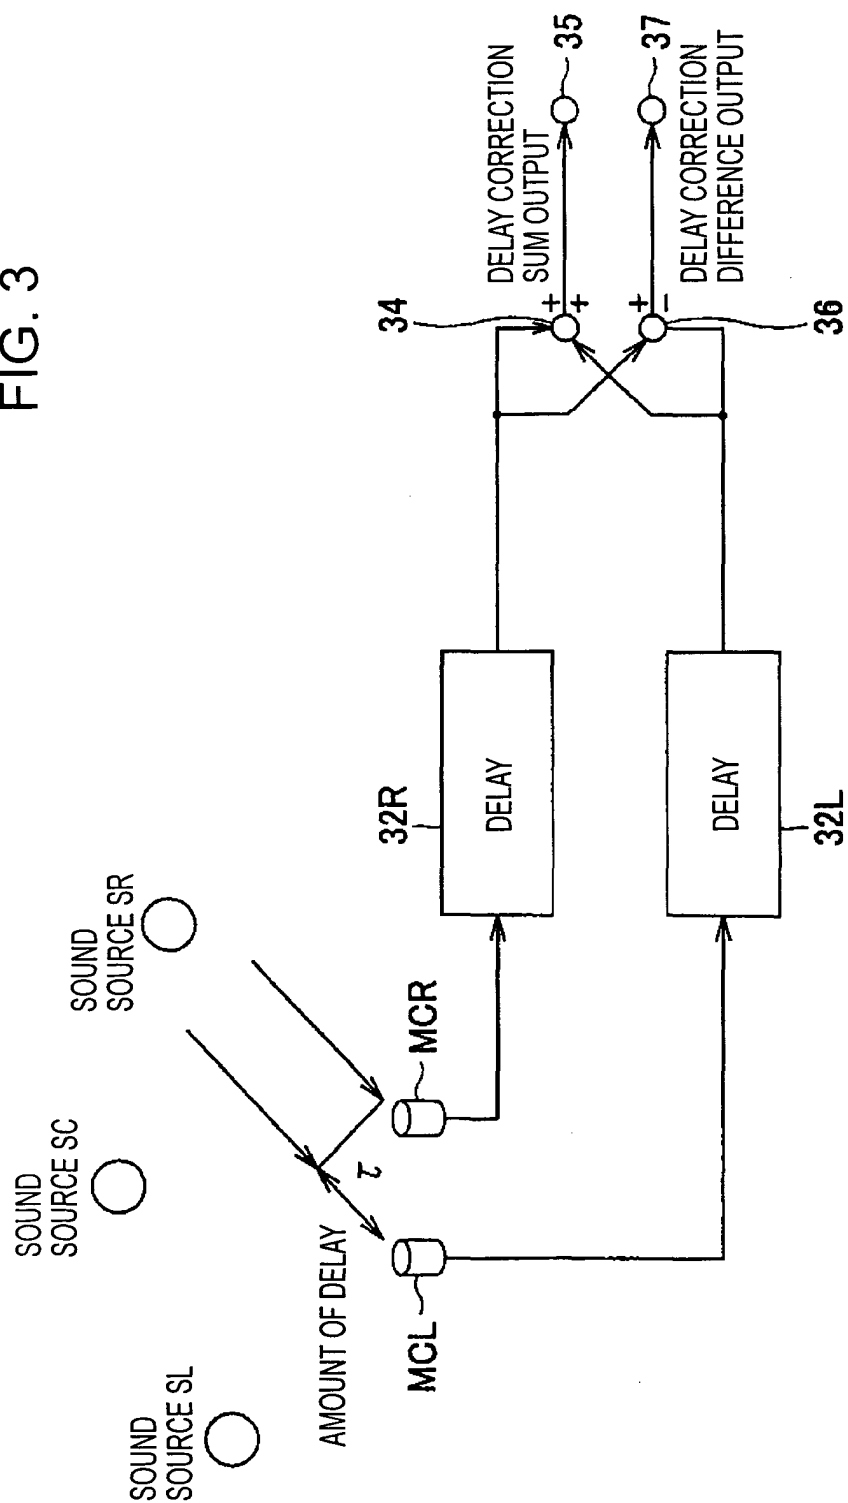 FIG. 3
SOUND
SOURCE SL
SOUND
SOURCE SC
SOUND
SOURCE SR
AMOUNT OF DELAY
τ
MCL
MCR
32R
DELAY
DELAY
32L
34
+
+
+
−
36
DELAY CORRECTION
SUM OUTPUT
35
37
DELAY CORRECTION
DIFFERENCE OUTPUT